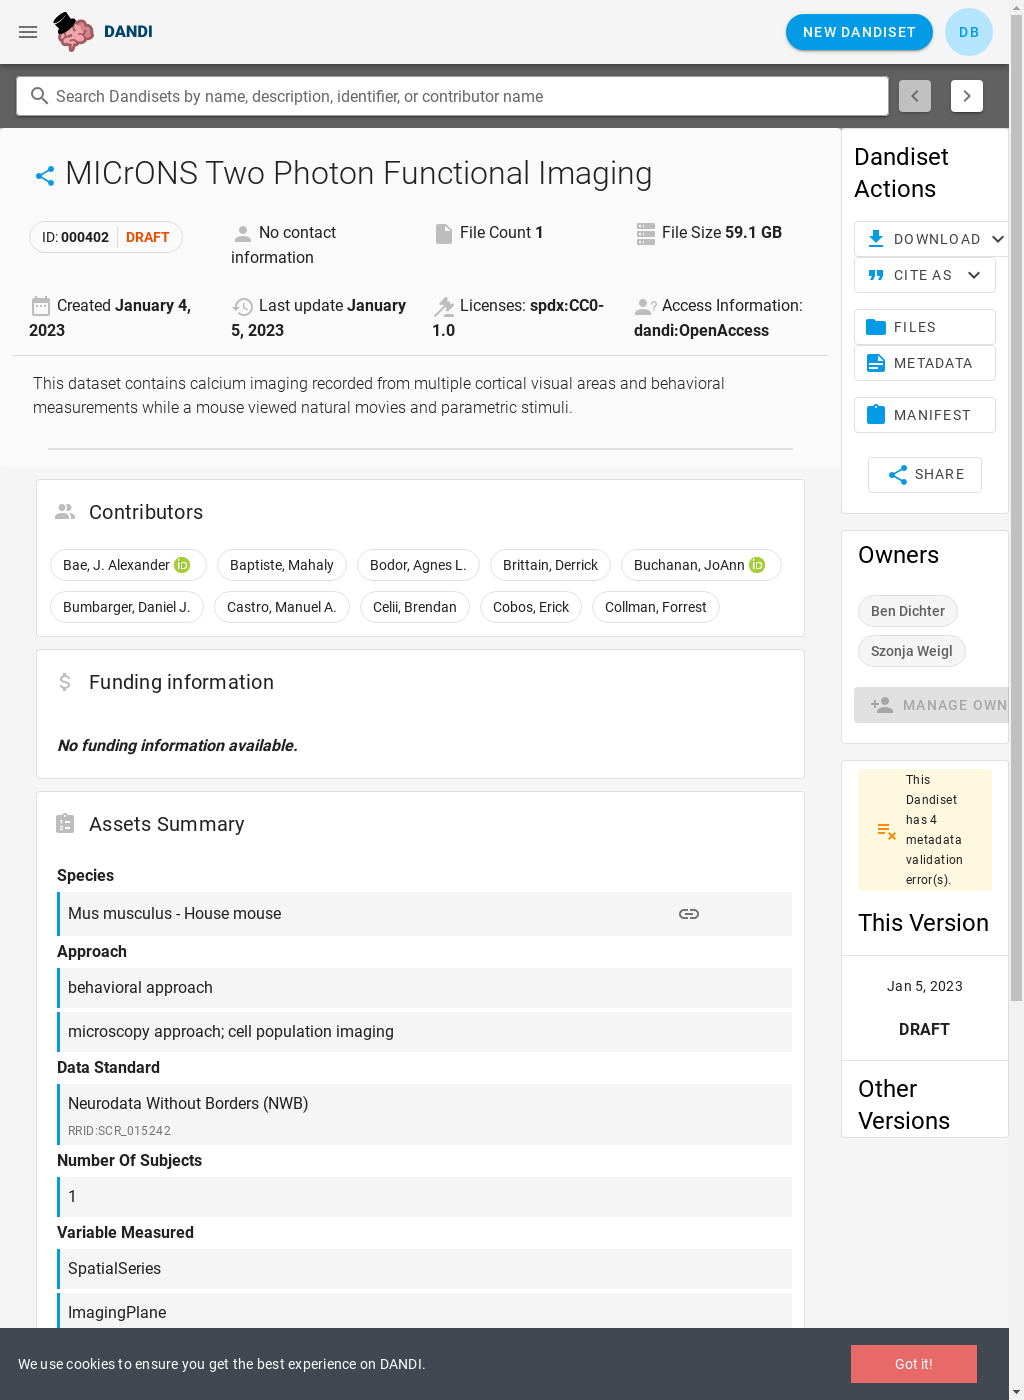 DANDI
NEW DANDISET
DB
Search Dandisets by name, description, identifier, or contributor name
MICrONS Two Photon Functional Imaging
ID: 000402 DRAFT
No contact
information
File Count 1
File Size 59.1 GB
Created January 4,
2023
Last update January
5, 2023
Licenses: spdx:CC0-
1.0
Access Information:
dandi:OpenAccess
This dataset contains calcium imaging recorded from multiple cortical visual areas and behavioral
measurements while a mouse viewed natural movies and parametric stimuli.
Contributors
Bae, J. Alexander iD
Baptiste, Mahaly
Bodor, Agnes L.
Brittain, Derrick
Buchanan, JoAnn iD
Bumbarger, Daniel J.
Castro, Manuel A.
Celii, Brendan
Cobos, Erick
Collman, Forrest
Funding information
No funding information available.
Assets Summary
Species
Mus musculus - House mouse
Approach
behavioral approach
microscopy approach; cell population imaging
Data Standard
Neurodata Without Borders (NWB)
RRID:SCR_015242
Number Of Subjects
1
Variable Measured
SpatialSeries
ImagingPlane
Dandiset
Actions
DOWNLOAD
CITE AS
FILES
METADATA
MANIFEST
SHARE
Owners
Ben Dichter
Szonja Weigl
MANAGE OWN
This
Dandiset
has 4
metadata
validation
error(s).
This Version
Jan 5, 2023
DRAFT
Other
Versions
We use cookies to ensure you get the best experience on DANDI.
Got it!